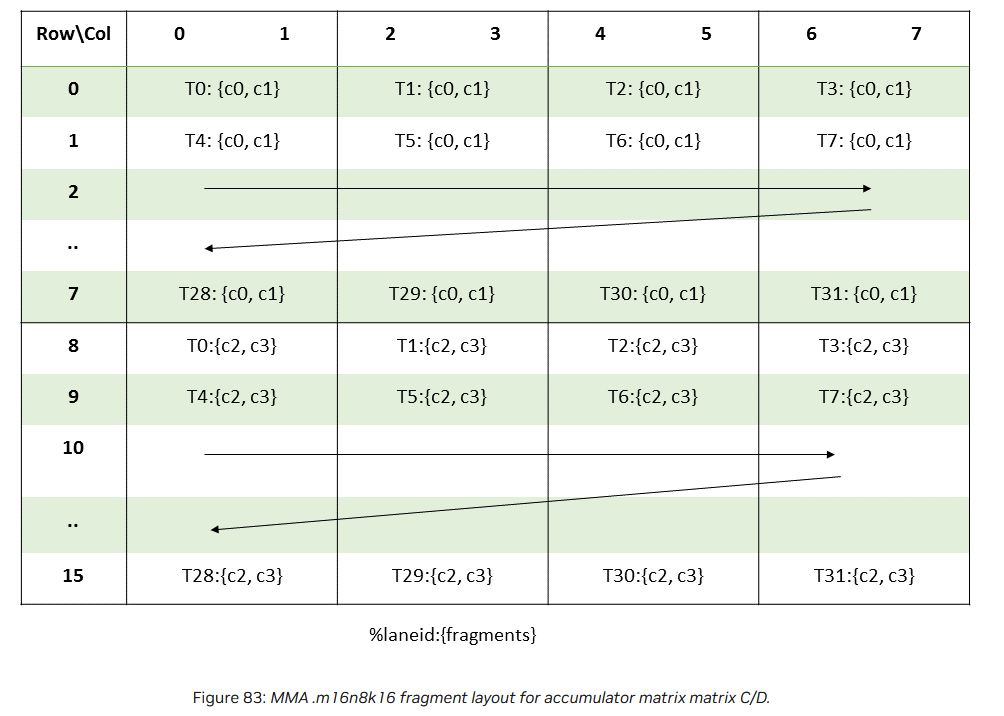 Row\Col 0 1 2 3 4 5 6 7
0 T0: {c0, c1} T1: {c0, c1} T2: {c0, c1} T3: {c0, c1}
1 T4: {c0, c1} T5: {c0, c1} T6: {c0, c1} T7: {c0, c1}
2
..
7 T28: {c0, c1} T29: {c0, c1} T30: {c0, c1} T31: {c0, c1}
8 T0:{c2, c3} T1:{c2, c3} T2:{c2, c3} T3:{c2, c3}
9 T4:{c2, c3} T5:{c2, c3} T6:{c2, c3} T7:{c2, c3}
10
..
15 T28:{c2, c3} T29:{c2, c3} T30:{c2, c3} T31:{c2, c3}
%laneid:{fragments}
Figure 83: MMA .m16n8k16 fragment layout for accumulator matrix matrix C/D.